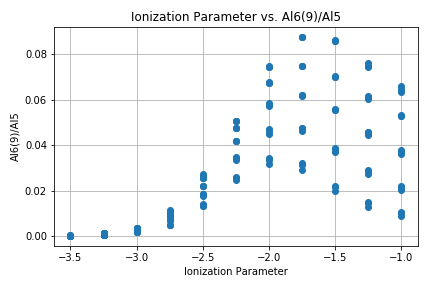 Ionization Parameter vs. Al6(9)/Al5
Al6(9)/Al5
0.08
0.06
0.04
0.02
0.00
−3.5 −3.0 −2.5 −2.0 −1.5 −1.0
Ionization Parameter